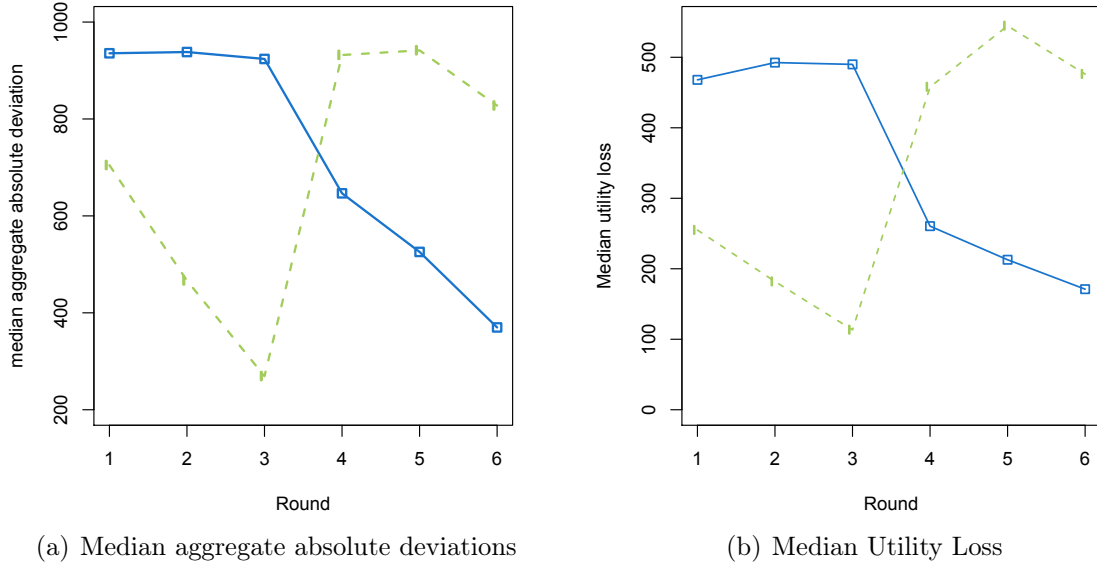 median aggregate absolute deviation
1000
800
600
400
200
1 2 3 4 5 6
Round
(a) Median aggregate absolute deviations
Median utility loss
500
400
300
200
100
0
1 2 3 4 5 6
Round
(b) Median Utility Loss